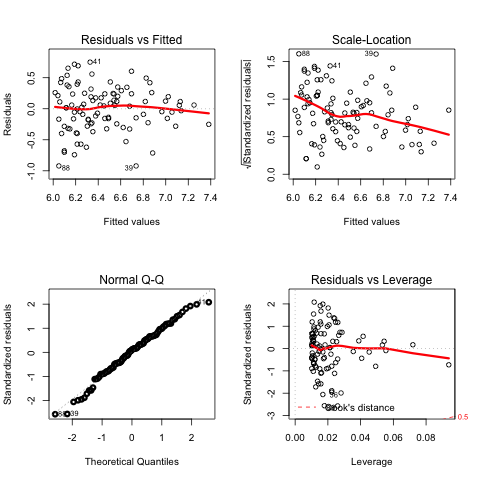 Residuals vs Fitted
Residuals
0.5
0.0
-0.5
-1.0
41
88
39
6.0 6.2 6.4 6.6 6.8 7.0 7.2 7.4
Fitted values
Scale-Location
√|Standardized residuals|
1.5
1.0
0.5
0.0
88
39
41
6.0 6.2 6.4 6.6 6.8 7.0 7.2 7.4
Fitted values
Normal Q-Q
Standardized residuals
2
1
0
-1
-2
41
39
-2 -1 0 1 2
Theoretical Quantiles
Residuals vs Leverage
Standardized residuals
2
1
0
-1
-2
-3
Cook's distance
0.5
0.00 0.02 0.04 0.06 0.08
Leverage